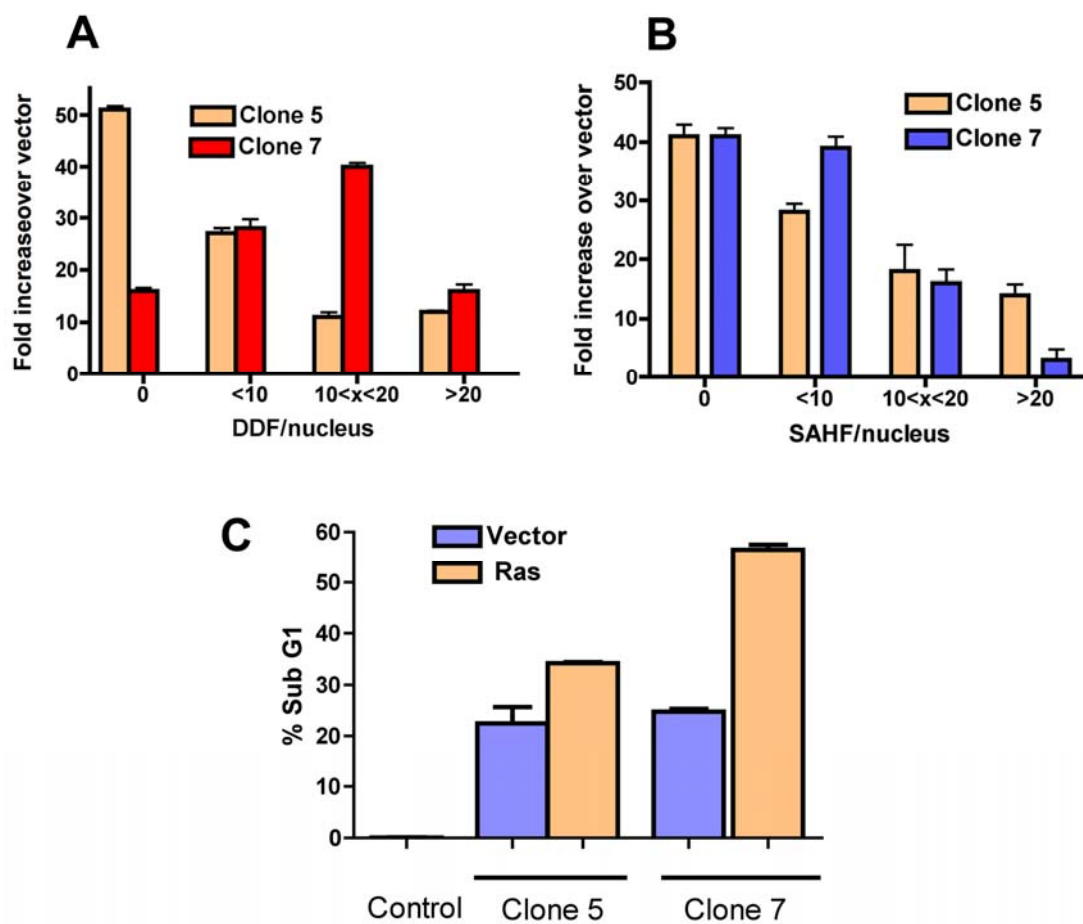 A
Fold increaseover vector
50
40
30
20
10
0
Clone 5
Clone 7
0 <10 10<x<20 >20
DDF/nucleus
B
Fold increase over vector
50
40
30
20
10
0
Clone 5
Clone 7
0 <10 10<x<20 >20
SAHF/nucleus
C
% Sub G1
60
50
40
30
20
10
0
Vector
Ras
Control Clone 5 Clone 7